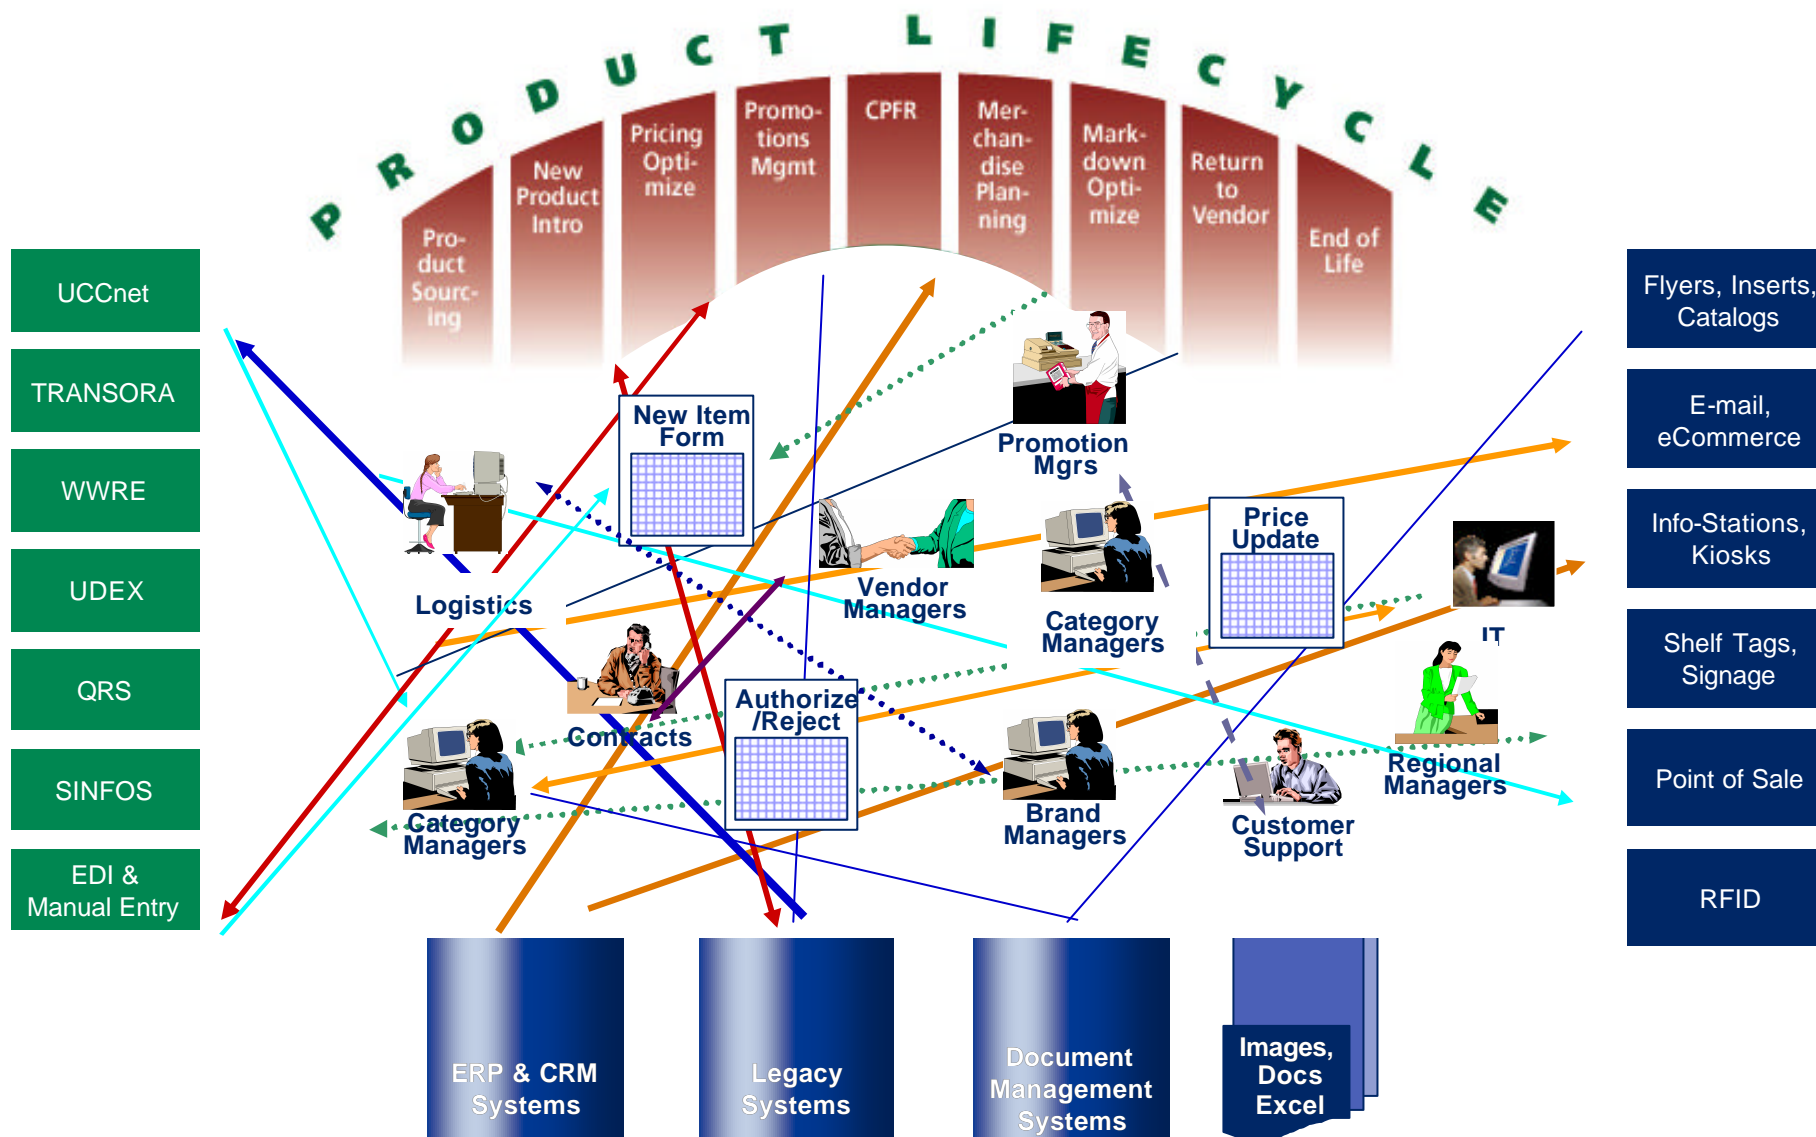 PRODUCT LIFECYCLE
Pro-
duct
Sourc-
ing
New
Product
Intro
Pricing
Opti-
mize
Promo-
tions
Mgmt
CPFR
Mer-
chan-
dise
Plan-
ning
Mark-
down
Opti-
mize
Return
to
Vendor
End of
Life
UCCnet
TRANSORA
WWRE
UDEX
QRS
SINFOS
EDI &
Manual Entry
New Item
Form
Logistics
Contracts
Category
Managers
Authorize
/Reject
Vendor
Managers
Promotion
Mgrs
Category
Managers
Price
Update
IT
Brand
Managers
Customer
Support
Regional
Managers
Flyers, Inserts,
Catalogs
E-mail,
eCommerce
Info-Stations,
Kiosks
Shelf Tags,
Signage
Point of Sale
RFID
ERP & CRM
Systems
Legacy
Systems
Document
Management
Systems
Images,
Docs
Excel